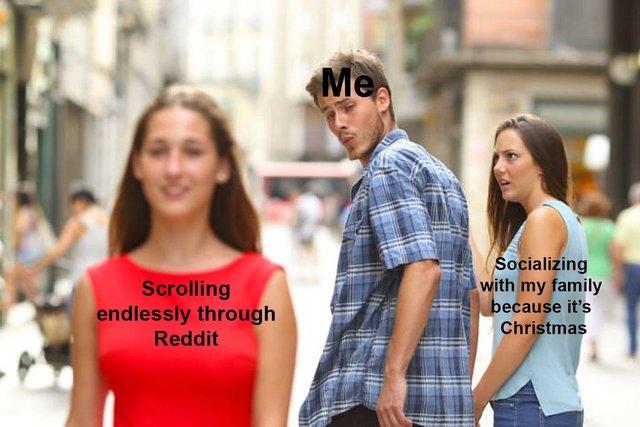 Me
Scrolling
endlessly through
Reddit
Socializing
with my family
because it's
Christmas